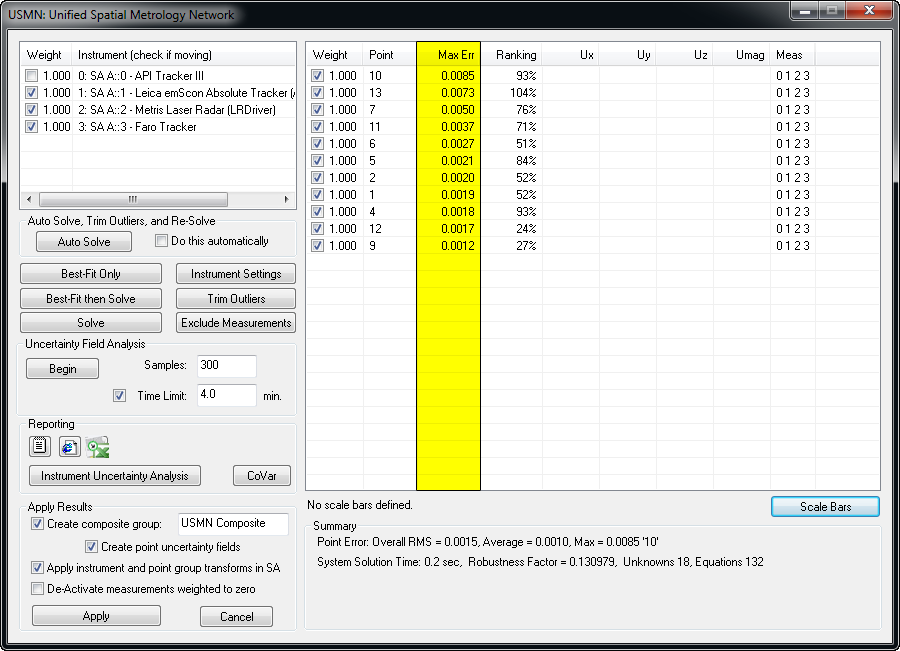 USMN: Unified Spatial Metrology Network
Weight Instrument (check if moving)
1.000 0: SA A::0 - API Tracker III
1.000 1: SA A::1 - Leica emScon Absolute Tracker (
1.000 2: SA A::2 - Metris Laser Radar (LRDriver)
1.000 3: SA A::3 - Faro Tracker
Auto Solve, Trim Outliers, and Re-Solve
Auto Solve Do this automatically
Best-Fit Only Instrument Settings
Best-Fit then Solve Trim Outliers
Solve Exclude Measurements
Uncertainty Field Analysis
Begin Samples: 300
Time Limit: 4.0 min.
Reporting
Instrument Uncertainty Analysis CoVar
Apply Results
Create composite group: USMN Composite
Create point uncertainty fields
Apply instrument and point group transforms in SA
De-Activate measurements weighted to zero
Apply Cancel
Weight Point Max Err Ranking Ux Uy Uz Umag Meas
1.000 10 0.0085 93% 0 1 2 3
1.000 13 0.0073 104% 0 1 2 3
1.000 7 0.0050 76% 0 1 2 3
1.000 11 0.0037 71% 0 1 2 3
1.000 6 0.0027 51% 0 1 2 3
1.000 5 0.0021 84% 0 1 2 3
1.000 2 0.0020 52% 0 1 2 3
1.000 1 0.0019 52% 0 1 2 3
1.000 4 0.0018 93% 0 1 2 3
1.000 12 0.0017 24% 0 1 2 3
1.000 9 0.0012 27% 0 1 2 3
No scale bars defined. Scale Bars
Summary
Point Error: Overall RMS = 0.0015, Average = 0.0010, Max = 0.0085 '10'
System Solution Time: 0.2 sec, Robustness Factor = 0.130979, Unknowns 18, Equations 132